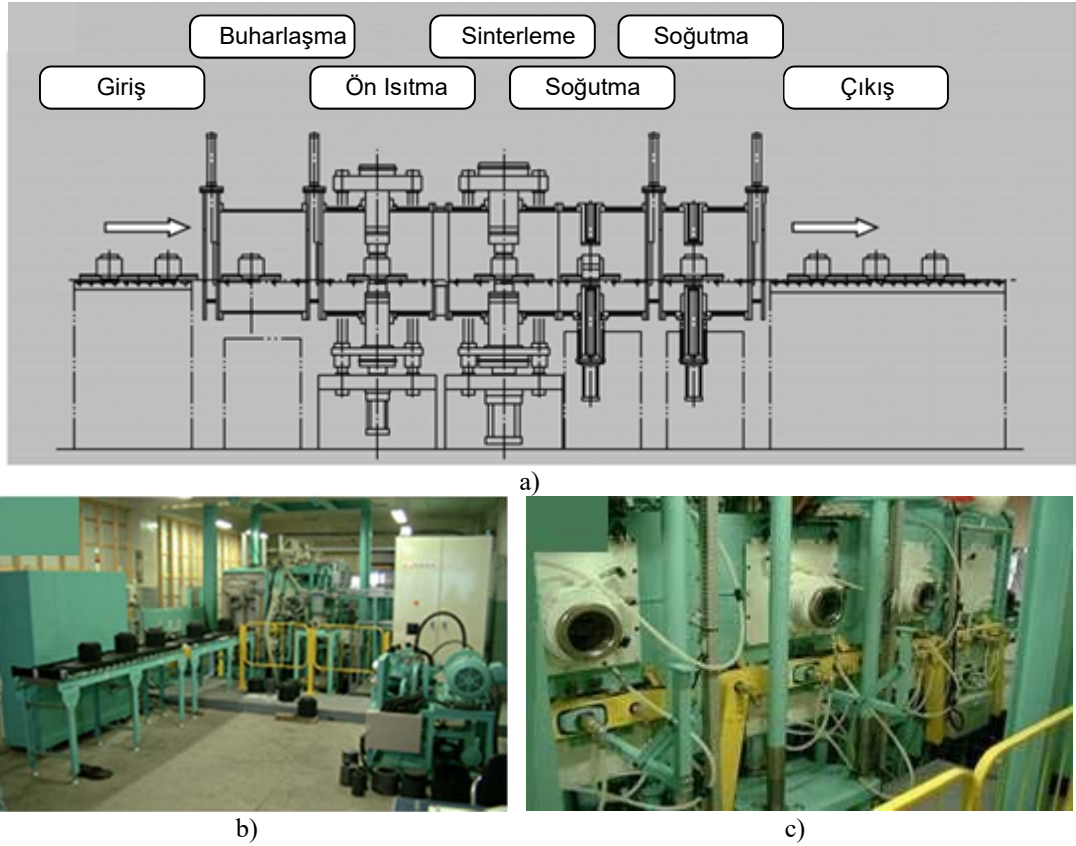 Buharlaşma Sinterleme Soğutma
Giriş Ön Isıtma Soğutma Çıkış
a)
b) c)